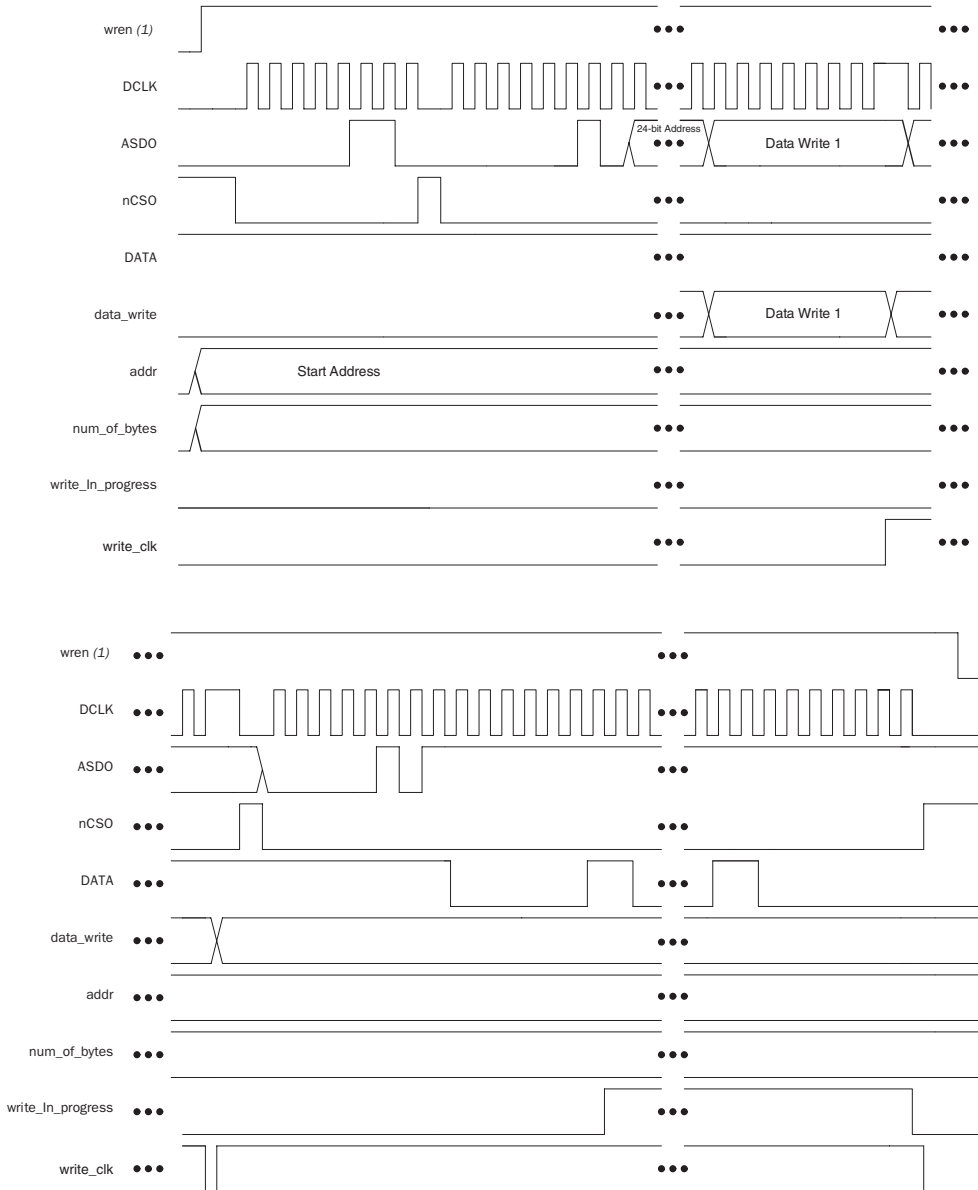 wren (1)
DCLK
ASDO
24-bit Address
Data Write 1
nCSO
DATA
data_write
Data Write 1
addr
Start Address
num_of_bytes
write_In_progress
write_clk
wren (1)
DCLK
ASDO
nCSO
DATA
data_write
addr
num_of_bytes
write_In_progress
write_clk